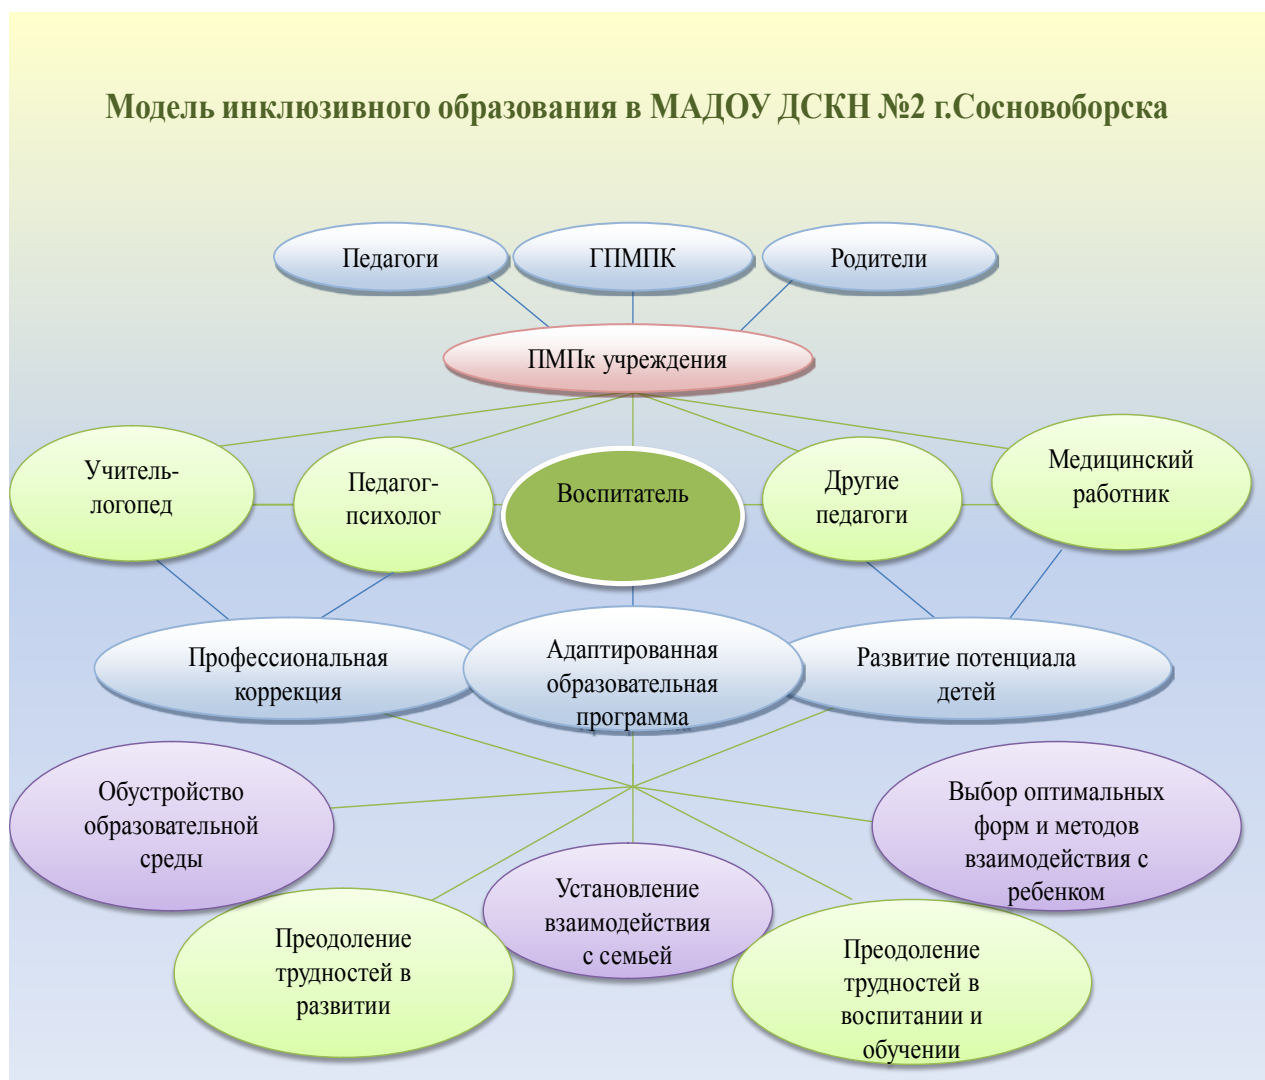 Модель инклюзивного образования в МАДОУ ДСКН №2 г.Сосновоборска
Педагоги
ГПМПК
Родители
ПМПк учреждения
Учитель-
логопед
Педагог-
психолог
Воспитатель
Другие
педагоги
Медицинский
работник
Профессиональная
коррекция
Адаптированная
образовательная
программа
Развитие потенциала
детей
Обустройство
образовательной
среды
Выбор оптимальных
форм и методов
взаимодействия с
ребенком
Преодоление
трудностей в
развитии
Установление
взаимодействия
с семьей
Преодоление
трудностей в
воспитании и
обучении